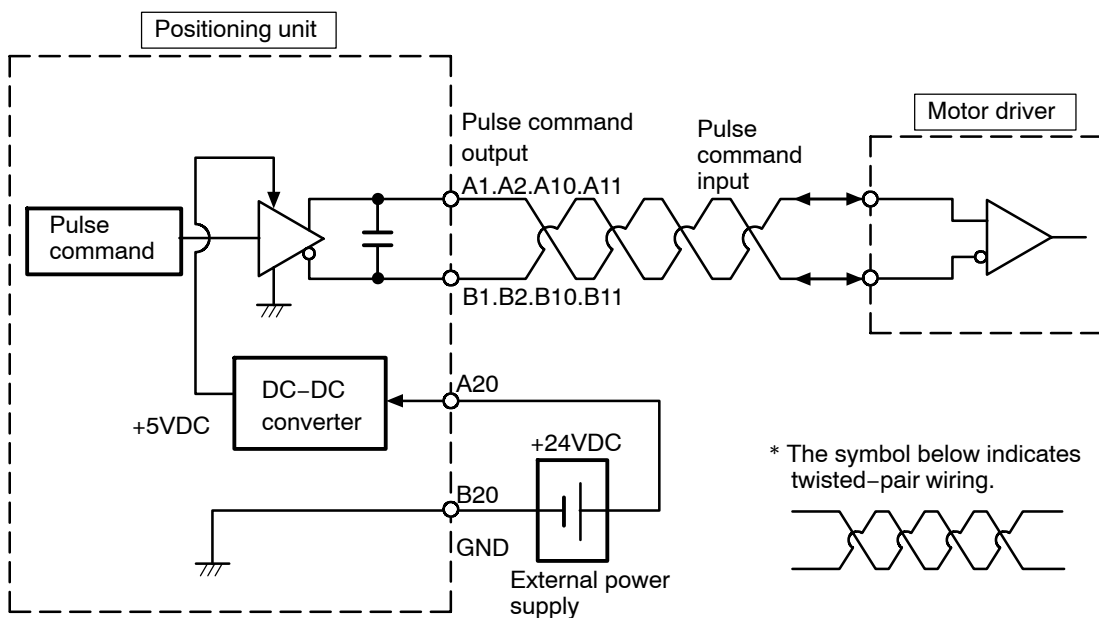 Positioning unit
Pulse command
output
Pulse
command
input
Motor driver
A1.A2.A10.A11
Pulse
command
B1.B2.B10.B11
DC−DC
converter
A20
+5VDC
+24VDC
B20
GND
External power
supply
* The symbol below indicates
twisted−pair wiring.